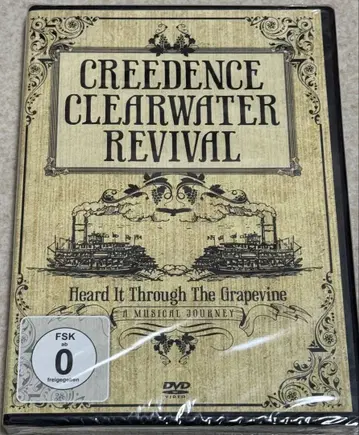 CREEDENCE
CLEARWATER
REVIVAL
Heard It Through The Grapevine
A MUSICAL JOURNEY
FSK
ab
0
freigegeben
DVD
VIDEO